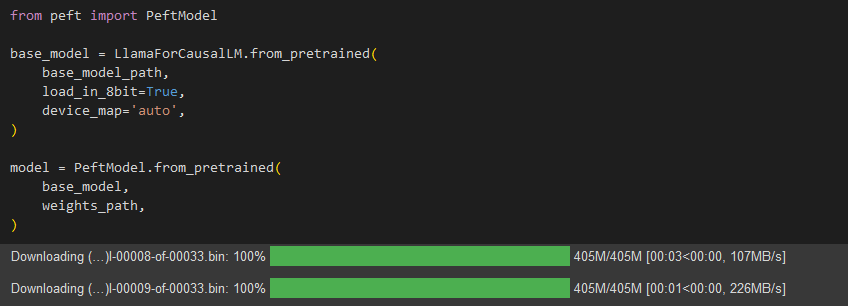 from peft import PeftModel
base_model = LlamaForCausalLM.from_pretrained(
base_model_path,
load_in_8bit=True,
device_map='auto',
)
model = PeftModel.from_pretrained(
base_model,
weights_path,
)
Downloading (…)l-00008-of-00033.bin: 100% 405M/405M [00:03<00:00, 107MB/s]
Downloading (…)l-00009-of-00033.bin: 100% 405M/405M [00:01<00:00, 226MB/s]